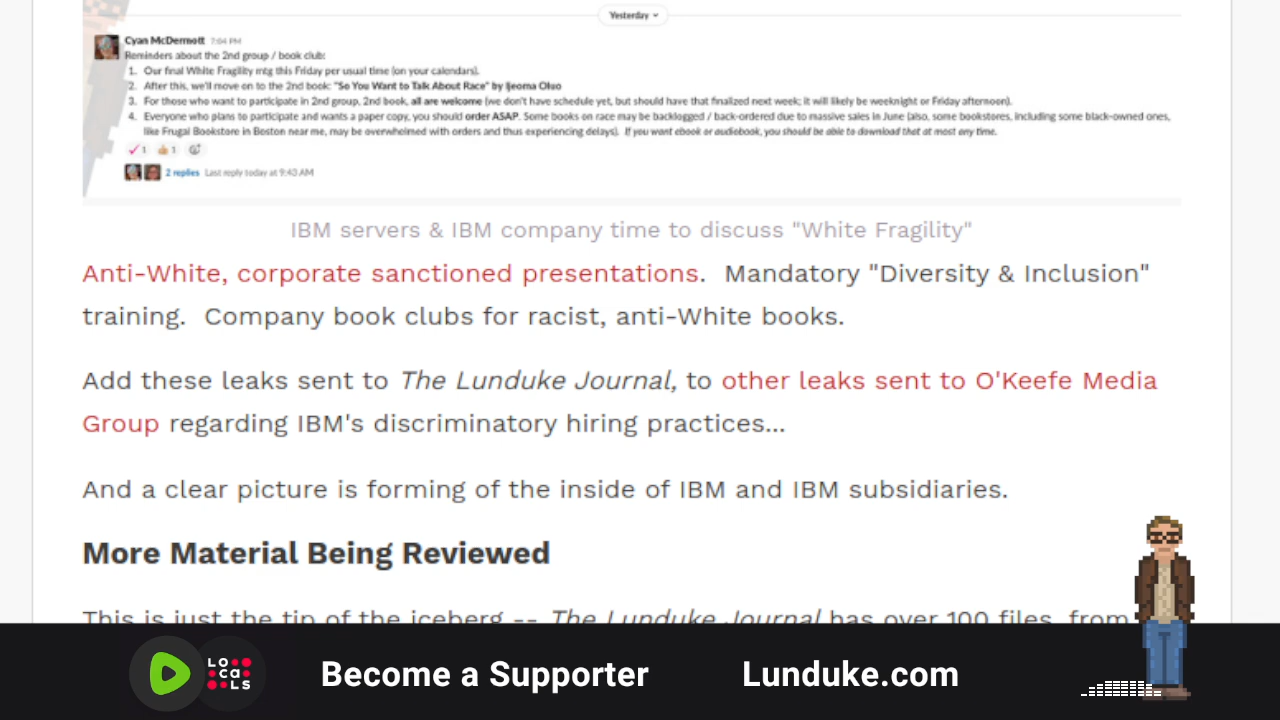 Yesterday
Cyan McDermott 7:04 PM
Reminders about the 2nd group / book club:
1. Our final White Fragility mtg this Friday per usual time (on your calendars).
2. After this, we'll move on to the 2nd book: "So You Want to Talk About Race" by Ijeoma Oluo
3. For those who want to participate in 2nd group, 2nd book, all are welcome (we don't have schedule yet, but should have that finalized next week; it will likely be weeknight or Friday afternoon).
4. Everyone who plans to participate and wants a paper copy, you should order ASAP. Some books on race may be backlogged / back-ordered due to massive sales in June (also, some bookstores, including some black-owned ones,
like Frugal Bookstore in Boston near me, may be overwhelmed with orders and thus experiencing delays). If you want ebook or audiobook, you should be able to download that at most any time.
1 1
2 replies Last reply today at 9:43 AM
IBM servers & IBM company time to discuss "White Fragility"
Anti-White, corporate sanctioned presentations. Mandatory "Diversity & Inclusion"
training. Company book clubs for racist, anti-White books.
Add these leaks sent to The Lunduke Journal, to other leaks sent to O'Keefe Media
Group regarding IBM's discriminatory hiring practices...
And a clear picture is forming of the inside of IBM and IBM subsidiaries.
More Material Being Reviewed
This is just the tip of the iceberg -- The Lunduke Journal has over 100 files, from
LO
ca
LS
Become a Supporter Lunduke.com